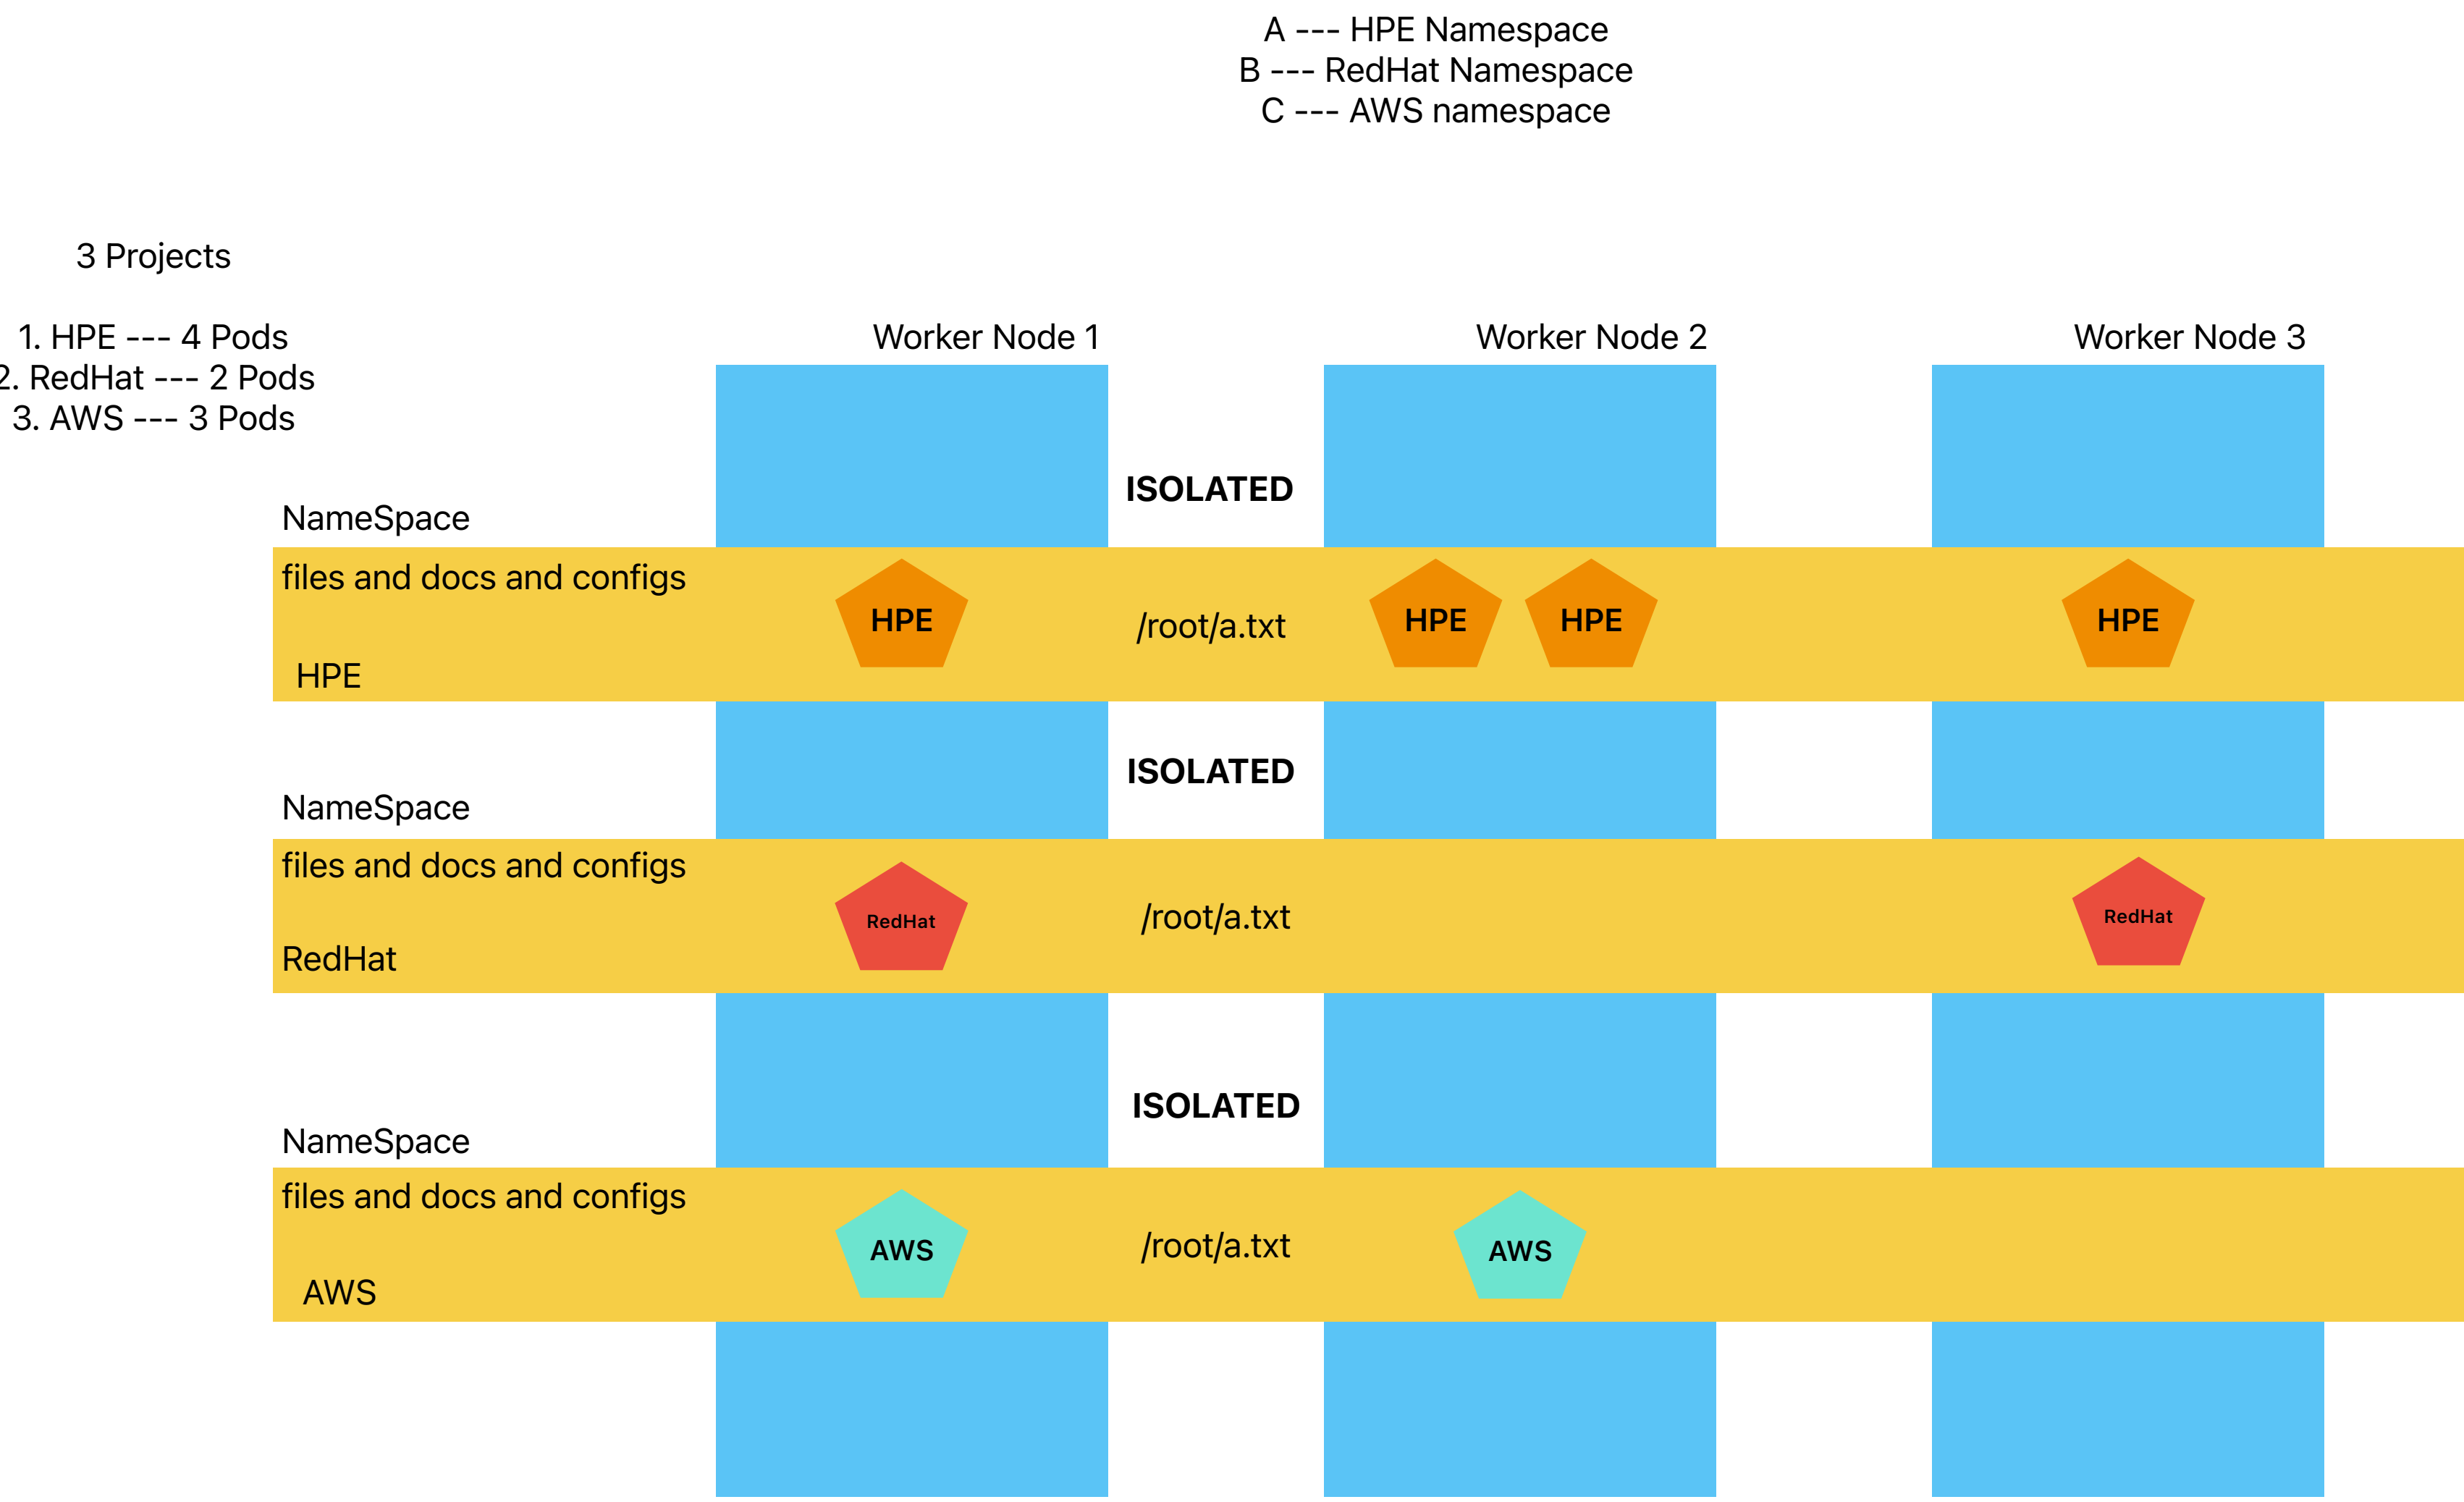 A --- HPE Namespace
B --- RedHat Namespace
C --- AWS namespace
3 Projects
1. HPE --- 4 Pods
2. RedHat --- 2 Pods
3. AWS --- 3 Pods
Worker Node 1
Worker Node 2
Worker Node 3
ISOLATED
NameSpace
files and docs and configs
HPE
HPE
/root/a.txt
HPE
HPE
HPE
ISOLATED
NameSpace
files and docs and configs
RedHat
RedHat
/root/a.txt
RedHat
ISOLATED
NameSpace
files and docs and configs
AWS
AWS
/root/a.txt
AWS